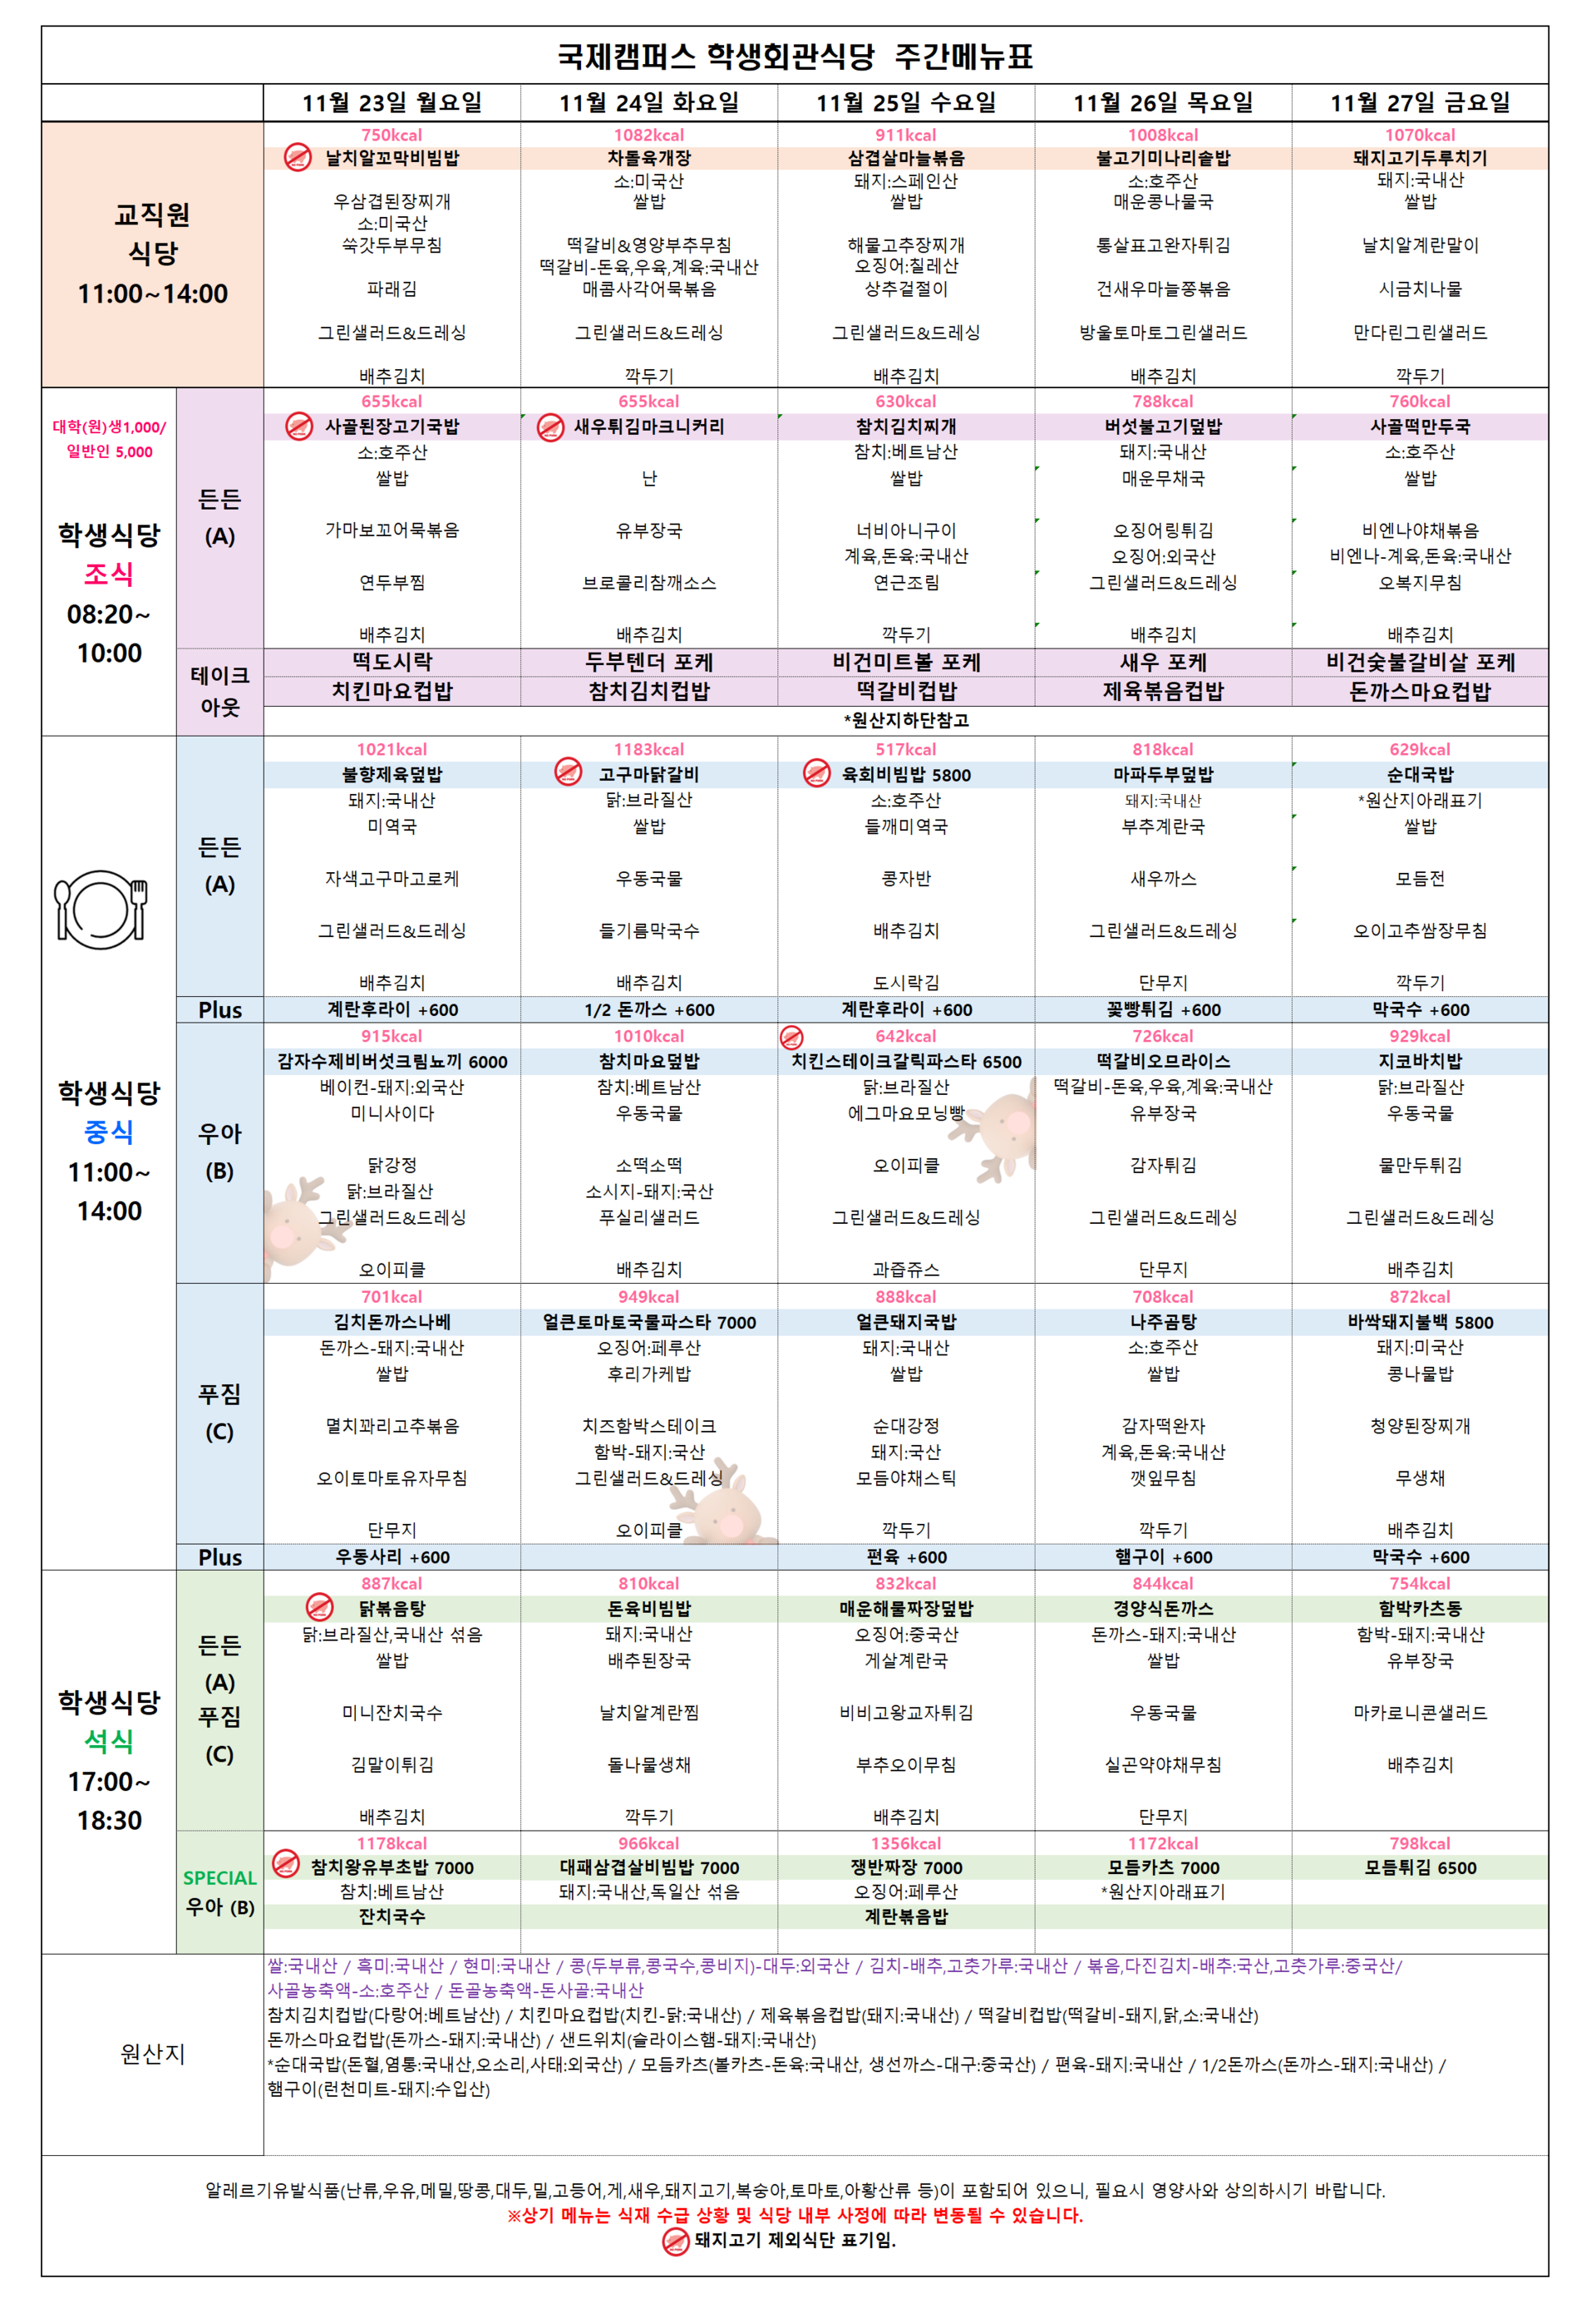 국제캠퍼스 학생회관식당 주간메뉴표
11월 23일 월요일 11월 24일 화요일 11월 25일 수요일 11월 26일 목요일 11월 27일 금요일
교직원
식당
11:00~14:00
750kcal 1082kcal 911kcal 1008kcal 1070kcal
날치알꼬막비빔밥 차돌육개장 삼겹살마늘볶음 불고기미나리솥밥 돼지고기두루치기
소:미국산 돼지:스페인산 소:호주산 돼지:국내산
우삼겹된장찌개 쌀밥 쌀밥 매운콩나물국 쌀밥
소:미국산
쑥갓두부무침 떡갈비&영양부추무침 해물고추장찌개 통살표고완자튀김 날치알계란말이
떡갈비-돈육,우육,계육:국내산 오징어:칠레산
파래김 매콤사각어묵볶음 상추겉절이 건새우마늘쫑볶음 시금치나물
그린샐러드&드레싱 그린샐러드&드레싱 그린샐러드&드레싱 방울토마토그린샐러드 만다린그린샐러드
배추김치 깍두기 배추김치 배추김치 깍두기
대학(원)생1,000/
일반인 5,000
학생식당
조식
08:20~
10:00
든든
(A)
655kcal 655kcal 630kcal 788kcal 760kcal
사골된장고기국밥 새우튀김마크니커리 참치김치찌개 버섯불고기덮밥 사골떡만두국
소:호주산 참치:베트남산 돼지:국내산 소:호주산
쌀밥 난 쌀밥 매운무채국 쌀밥
가마보꼬어묵볶음 유부장국 너비아니구이 오징어링튀김 비엔나야채볶음
계육,돈육:국내산 오징어:외국산 비엔나-계육,돈육:국내산
연두부찜 브로콜리참깨소스 연근조림 그린샐러드&드레싱 오복지무침
배추김치 배추김치 깍두기 배추김치 배추김치
테이크
아웃
떡도시락 두부텐더 포케 비건미트볼 포케 새우 포케 비건숯불갈비살 포케
치킨마요컵밥 참치김치컵밥 떡갈비컵밥 제육볶음컵밥 돈까스마요컵밥
*원산지하단참고
학생식당
중식
11:00~
14:00
든든
(A)
1021kcal 1183kcal 517kcal 818kcal 629kcal
불향제육덮밥 고구마닭갈비 육회비빔밥 5800 마파두부덮밥 순대국밥
돼지:국내산 닭:브라질산 소:호주산 돼지:국내산 *원산지아래표기
미역국 쌀밥 들깨미역국 부추계란국 쌀밥
자색고구마고로케 우동국물 콩자반 새우까스 모듬전
그린샐러드&드레싱 들기름막국수 배추김치 그린샐러드&드레싱 오이고추쌈장무침
배추김치 배추김치 도시락김 단무지 깍두기
Plus 계란후라이 +600 1/2 돈까스 +600 계란후라이 +600 꽃빵튀김 +600 막국수 +600
우아
(B)
915kcal 1010kcal 642kcal 726kcal 929kcal
감자수제비버섯크림뇨끼 6000 참치마요덮밥 치킨스테이크갈릭파스타 6500 떡갈비오므라이스 지코바치밥
베이컨-돼지:외국산 참치:베트남산 닭:브라질산 떡갈비-돈육,우육,계육:국내산 닭:브라질산
미니사이다 우동국물 에그마요모닝빵 유부장국 우동국물
닭강정 소떡소떡 오이피클 감자튀김 물만두튀김
닭:브라질산 소시지-돼지:국산
그린샐러드&드레싱 푸실리샐러드 그린샐러드&드레싱 그린샐러드&드레싱 그린샐러드&드레싱
오이피클 배추김치 과즙쥬스 단무지 배추김치
푸짐
(C)
701kcal 949kcal 888kcal 708kcal 872kcal
김치돈까스나베 얼큰토마토국물파스타 7000 얼큰돼지국밥 나주곰탕 바싹돼지불백 5800
돈까스-돼지:국내산 오징어:페루산 돼지:국내산 소:호주산 돼지:미국산
쌀밥 후리가케밥 쌀밥 쌀밥 콩나물밥
멸치꽈리고추볶음 치즈함박스테이크 순대강정 감자떡완자 청양된장찌개
함박-돼지:국산 돼지:국산 계육,돈육:국내산
오이토마토유자무침 그린샐러드&드레싱 모듬야채스틱 깻잎무침 무생채
단무지 오이피클 깍두기 깍두기 배추김치
Plus 우동사리 +600 편육 +600 햄구이 +600 막국수 +600
학생식당
석식
17:00~
18:30
든든
(A)
푸짐
(C)
887kcal 810kcal 832kcal 844kcal 754kcal
닭볶음탕 돈육비빔밥 매운해물짜장덮밥 경양식돈까스 함박카츠동
닭:브라질산,국내산 섞음 돼지:국내산 오징어:중국산 돈까스-돼지:국내산 함박-돼지:국내산
쌀밥 배추된장국 게살계란국 쌀밥 유부장국
미니잔치국수 날치알계란찜 비비고왕교자튀김 우동국물 마카로니콘샐러드
김말이튀김 돌나물생채 부추오이무침 실곤약야채무침 배추김치
배추김치 깍두기 배추김치 단무지
SPECIAL
우아 (B)
1178kcal 966kcal 1356kcal 1172kcal 798kcal
참치왕유부초밥 7000 대패삼겹살비빔밥 7000 쟁반짜장 7000 모듬카츠 7000 모듬튀김 6500
참치:베트남산 돼지:국내산,독일산 섞음 오징어:페루산 *원산지아래표기
잔치국수 계란볶음밥
원산지
쌀:국내산 / 흑미:국내산 / 현미:국내산 / 콩(두부류,콩국수,콩비지)-대두:외국산 / 김치-배추,고춧가루:국내산 / 볶음,다진김치-배추:국산,고춧가루:중국산/
사골농축액-소:호주산 / 돈골농축액-돈사골:국내산
참치김치컵밥(다랑어:베트남산) / 치킨마요컵밥(치킨-닭:국내산) / 제육볶음컵밥(돼지:국내산) / 떡갈비컵밥(떡갈비-돼지,닭,소:국내산)
돈까스마요컵밥(돈까스-돼지:국내산) / 샌드위치(슬라이스햄-돼지:국내산)
*순대국밥(돈혈,염통:국내산,오소리,사태:외국산) / 모듬카츠(볼카츠-돈육:국내산, 생선까스-대구:중국산) / 편육-돼지:국내산 / 1/2돈까스(돈까스-돼지:국내산) /
햄구이(런천미트-돼지:수입산)
알레르기유발식품(난류,우유,메밀,땅콩,대두,밀,고등어,게,새우,돼지고기,복숭아,토마토,아황산류 등)이 포함되어 있으니, 필요시 영양사와 상의하시기 바랍니다.
※상기 메뉴는 식재 수급 상황 및 식당 내부 사정에 따라 변동될 수 있습니다.
돼지고기 제외식단 표기임.